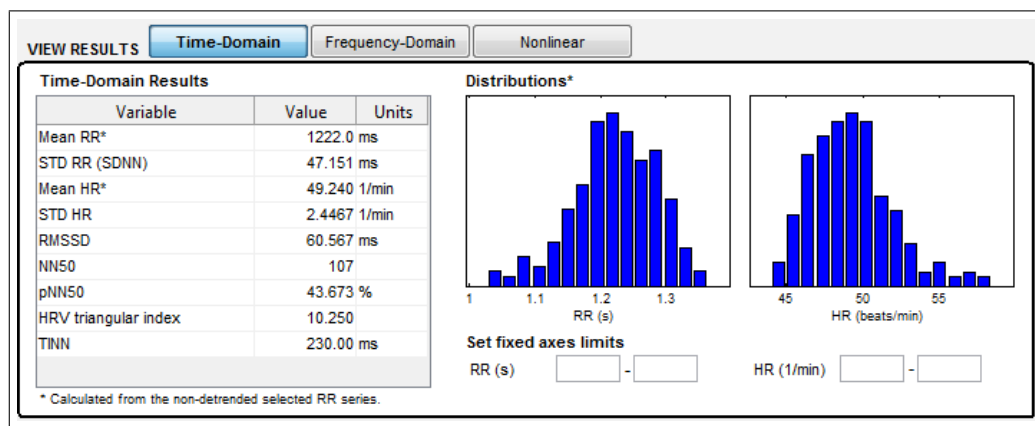 VIEW RESULTS Time-Domain Frequency-Domain Nonlinear
Time-Domain Results
Variable Value Units
Mean RR* 1222.0 ms
STD RR (SDNN) 47.151 ms
Mean HR* 49.240 1/min
STD HR 2.4467 1/min
RMSSD 60.567 ms
NN50 107
pNN50 43.673 %
HRV triangular index 10.250
TINN 230.00 ms
* Calculated from the non-detrended selected RR series.
Distributions*
1 1.1 1.2 1.3
RR (s)
45 50 55
HR (beats/min)
Set fixed axes limits
RR (s) - HR (1/min) -